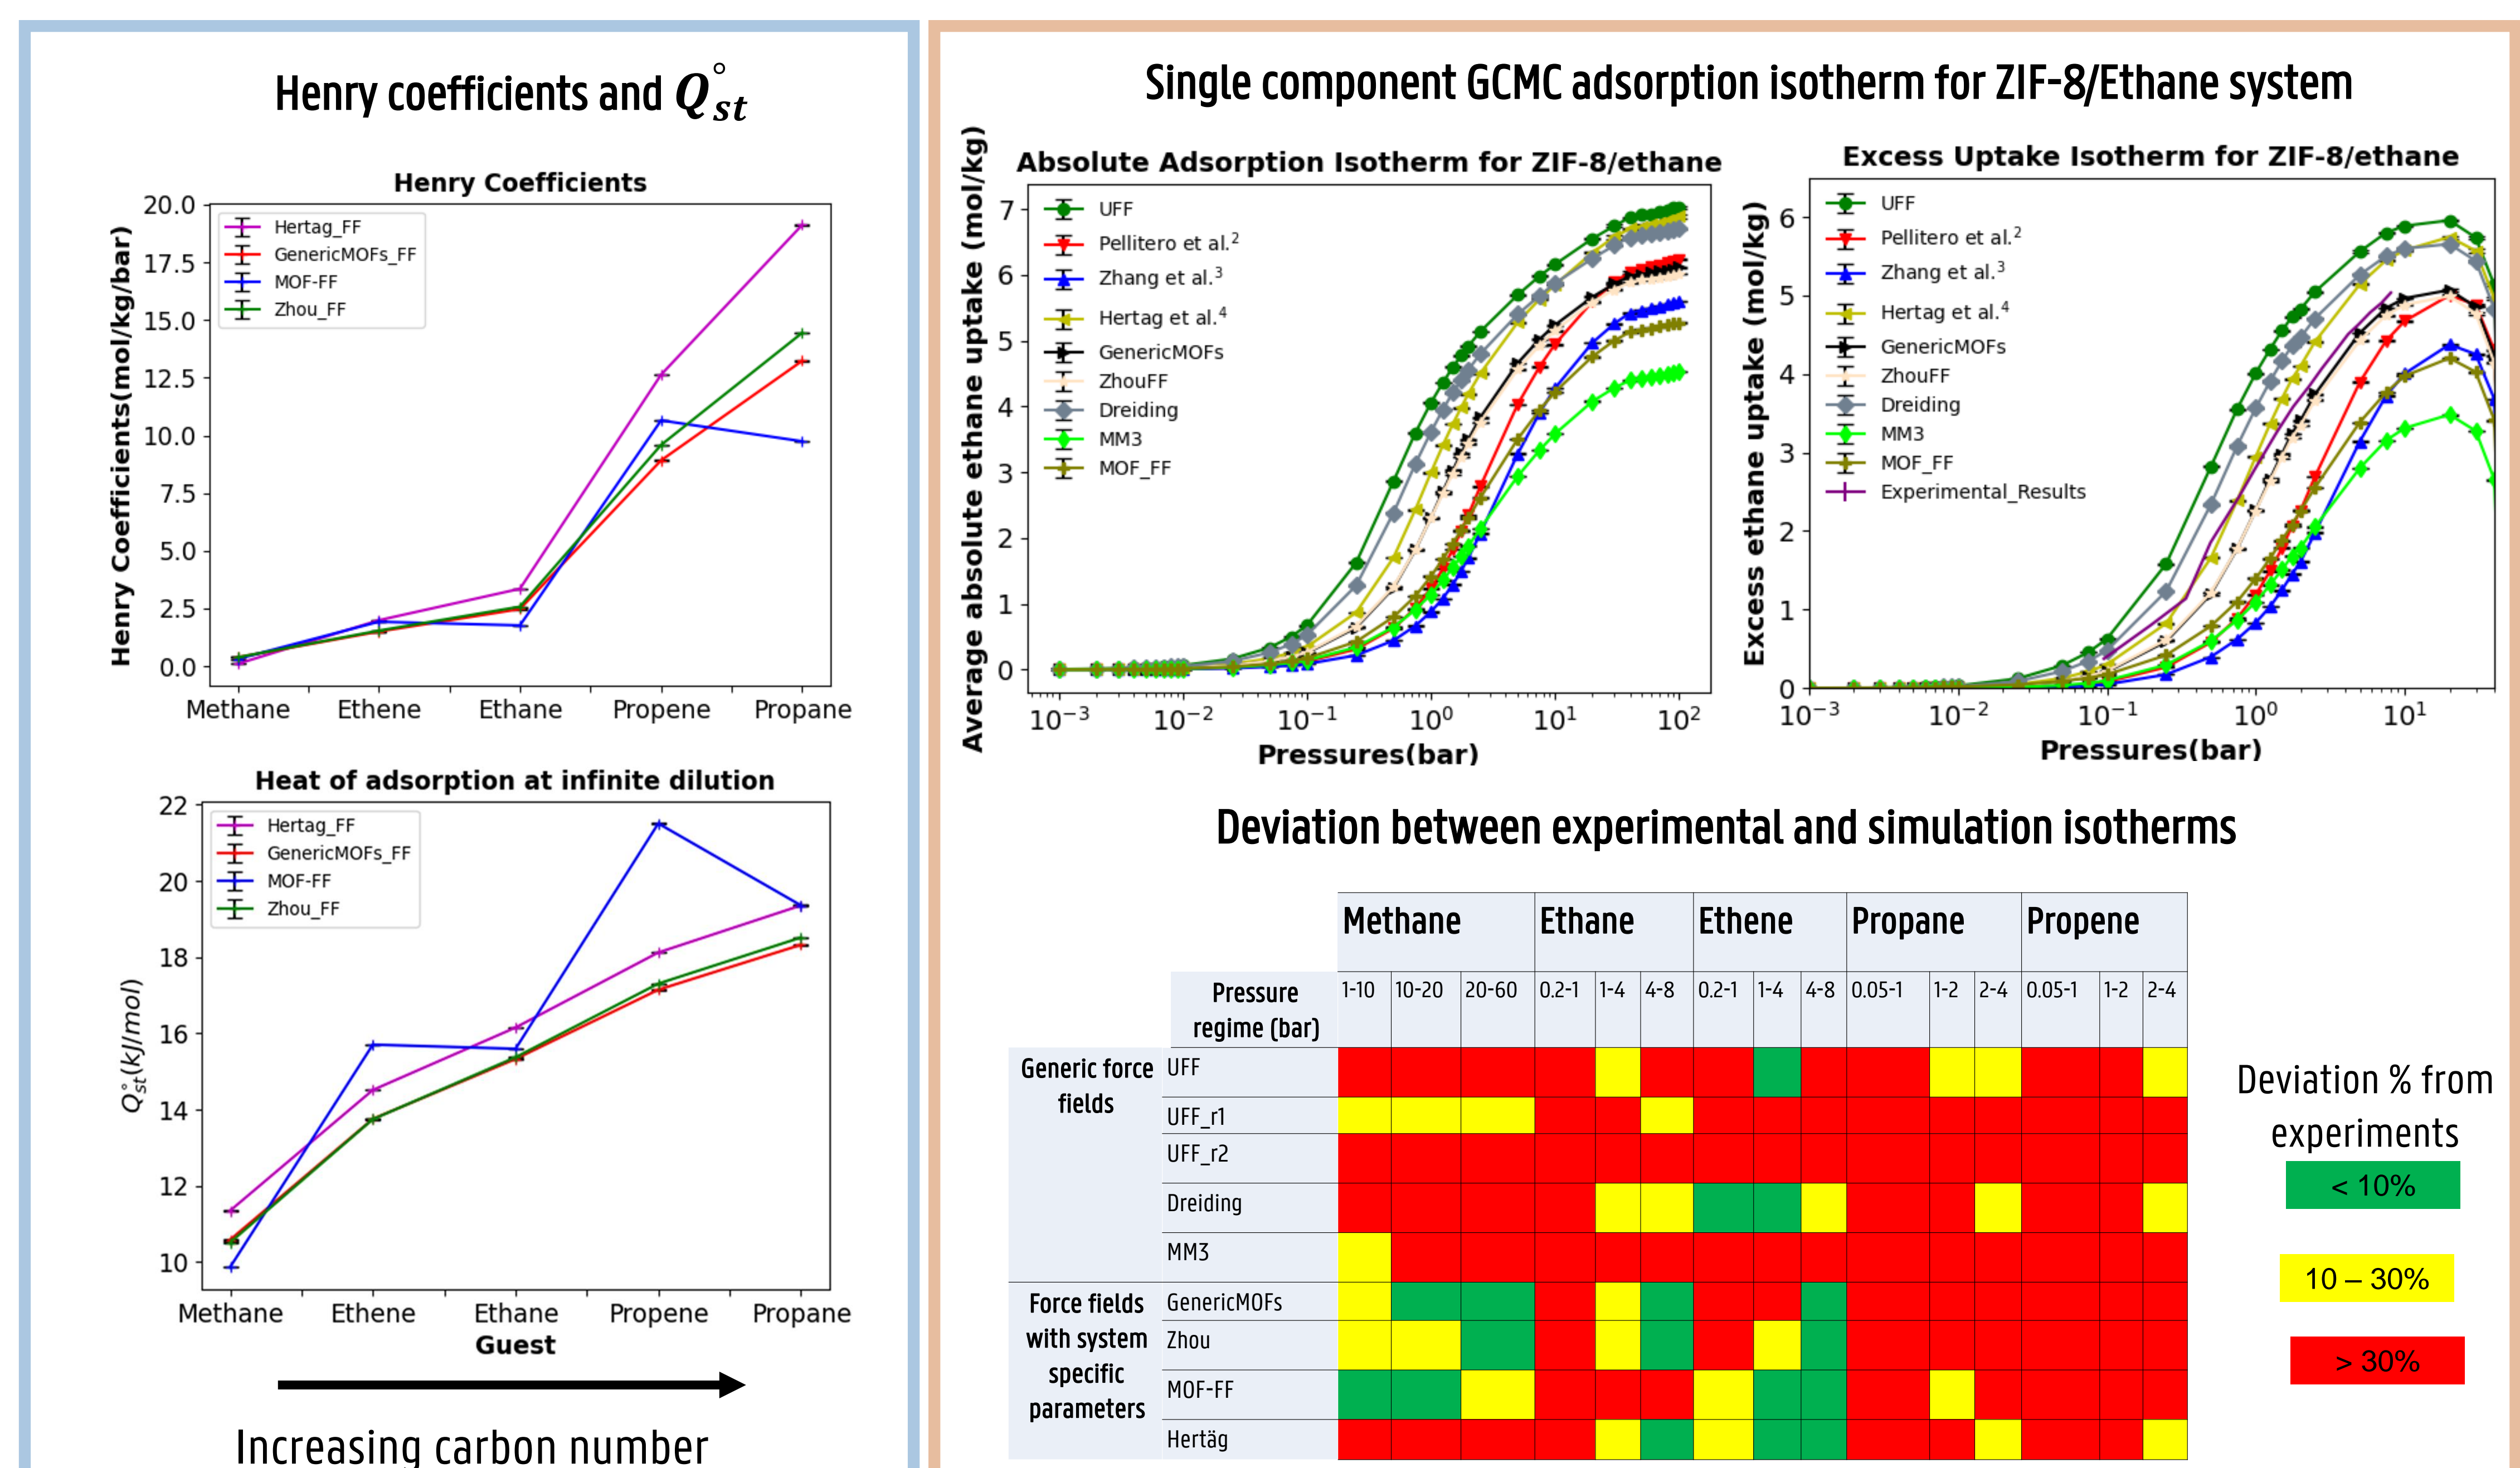 Henry coefficients and Q°st
Henry Coefficients
Henry Coefficients(mol/kg/bar)
20.0
17.5
15.0
12.5
10.0
7.5
5.0
2.5
0.0
Hertag_FF
GenericMOFs_FF
MOF-FF
Zhou_FF
Methane Ethene Ethane Propene Propane
Heat of adsorption at infinite dilution
Q°st(kJ/mol)
22
20
18
16
14
12
10
Hertag_FF
GenericMOFs_FF
MOF-FF
Zhou_FF
Methane Ethene Ethane Propene Propane
Guest
Increasing carbon number
Single component GCMC adsorption isotherm for ZIF-8/Ethane system
Absolute Adsorption Isotherm for ZIF-8/ethane
Average absolute ethane uptake (mol/kg)
7
6
5
4
3
2
1
0
UFF
Pellitero et al.²
Zhang et al.³
Hertag et al.⁴
GenericMOFs
ZhouFF
Dreiding
MM3
MOF_FF
10⁻³ 10⁻² 10⁻¹ 10⁰ 10¹ 10²
Pressures(bar)
Excess Uptake Isotherm for ZIF-8/ethane
Excess ethane uptake (mol/kg)
6
5
4
3
2
1
0
UFF
Pellitero et al.²
Zhang et al.³
Hertag et al.⁴
GenericMOFs
ZhouFF
Dreiding
MM3
MOF_FF
Experimental_Results
10⁻³ 10⁻² 10⁻¹ 10⁰ 10¹
Pressures(bar)
Deviation between experimental and simulation isotherms
Methane Ethane Ethene Propane Propene
Pressure
regime (bar)
1-10 10-20 20-60 0.2-1 1-4 4-8 0.2-1 1-4 4-8 0.05-1 1-2 2-4 0.05-1 1-2 2-4
Generic force
fields
UFF
UFF_r1
UFF_r2
Dreiding
MM3
Force fields
with system
specific
parameters
GenericMOFs
Zhou
MOF-FF
Hertäg
Deviation % from
experiments
< 10%
10 – 30%
> 30%